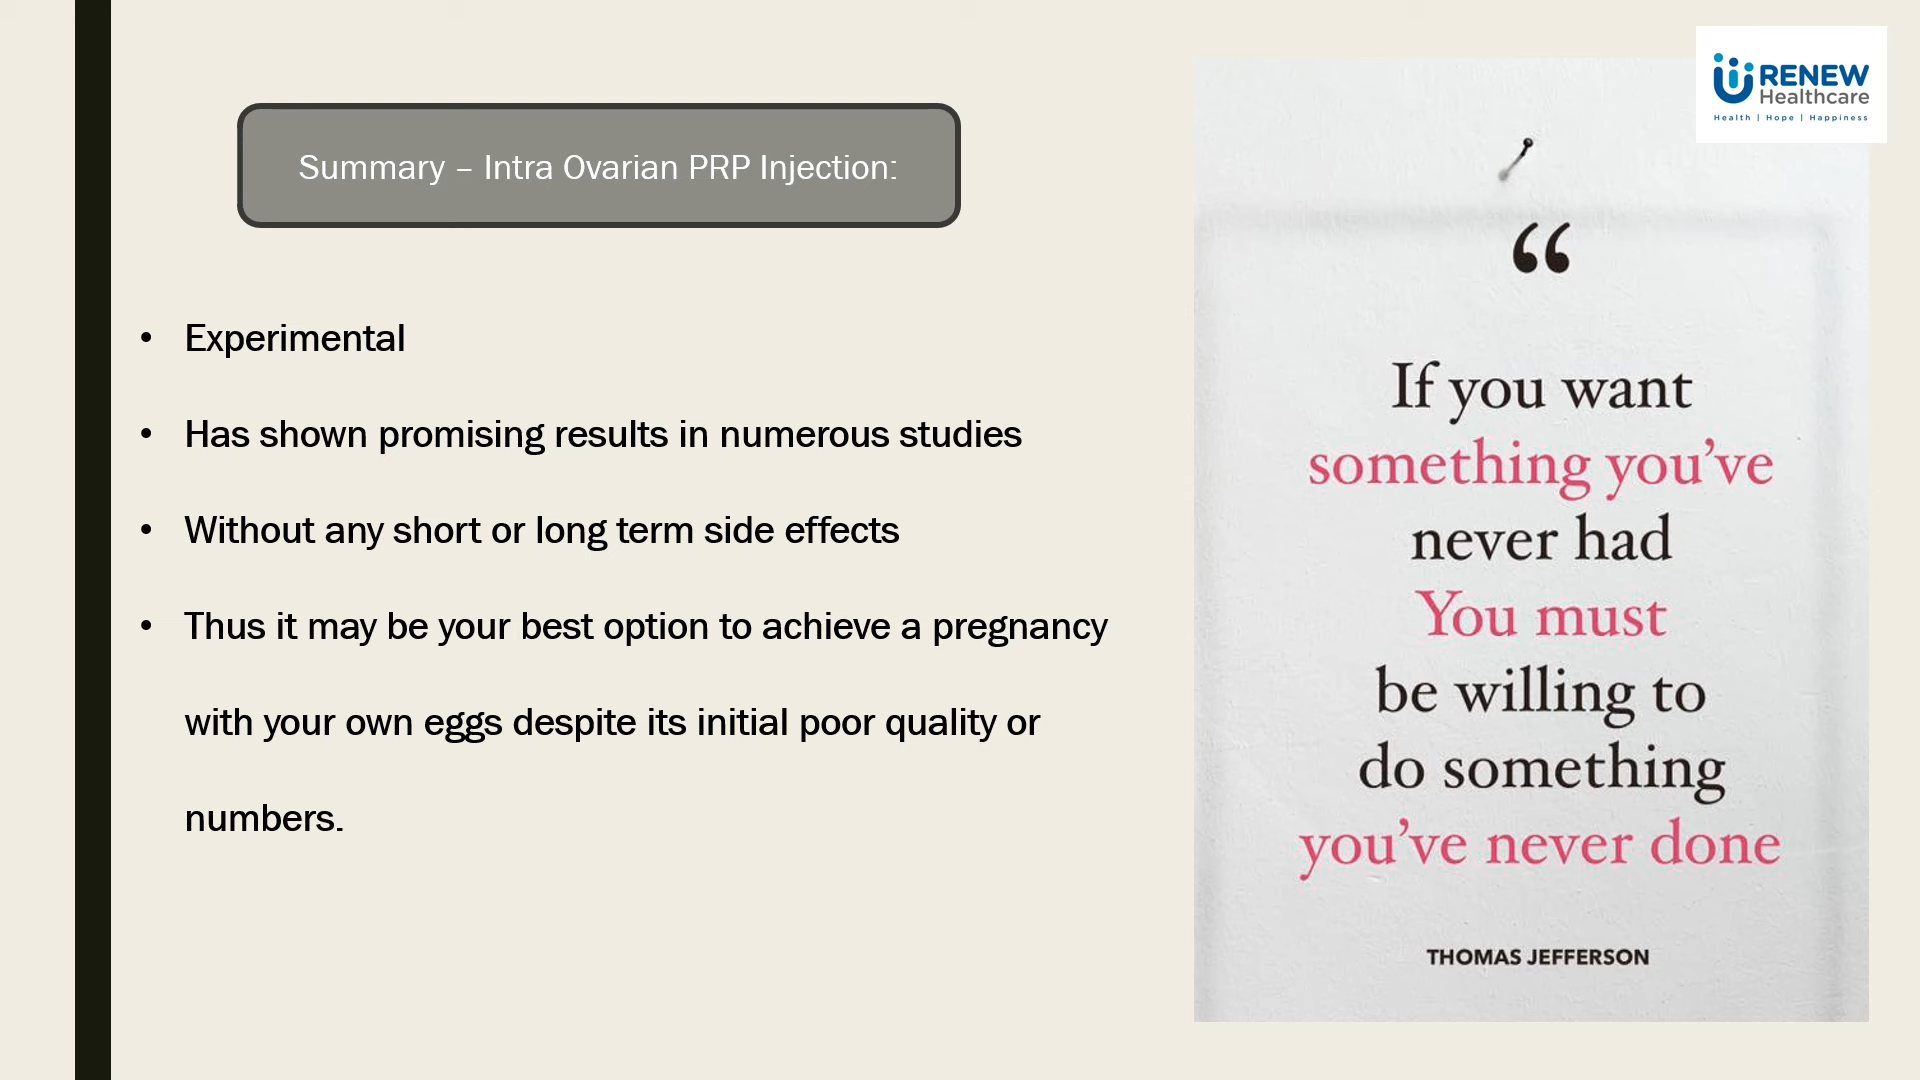 Summary – Intra Ovarian PRP Injection:
• Experimental
• Has shown promising results in numerous studies
• Without any short or long term side effects
• Thus it may be your best option to achieve a pregnancy
with your own eggs despite its initial poor quality or
numbers.
RENEW
Healthcare
Health | Hope | Happiness
“
If you want
something you’ve
never had
You must
be willing to
do something
you’ve never done
THOMAS JEFFERSON